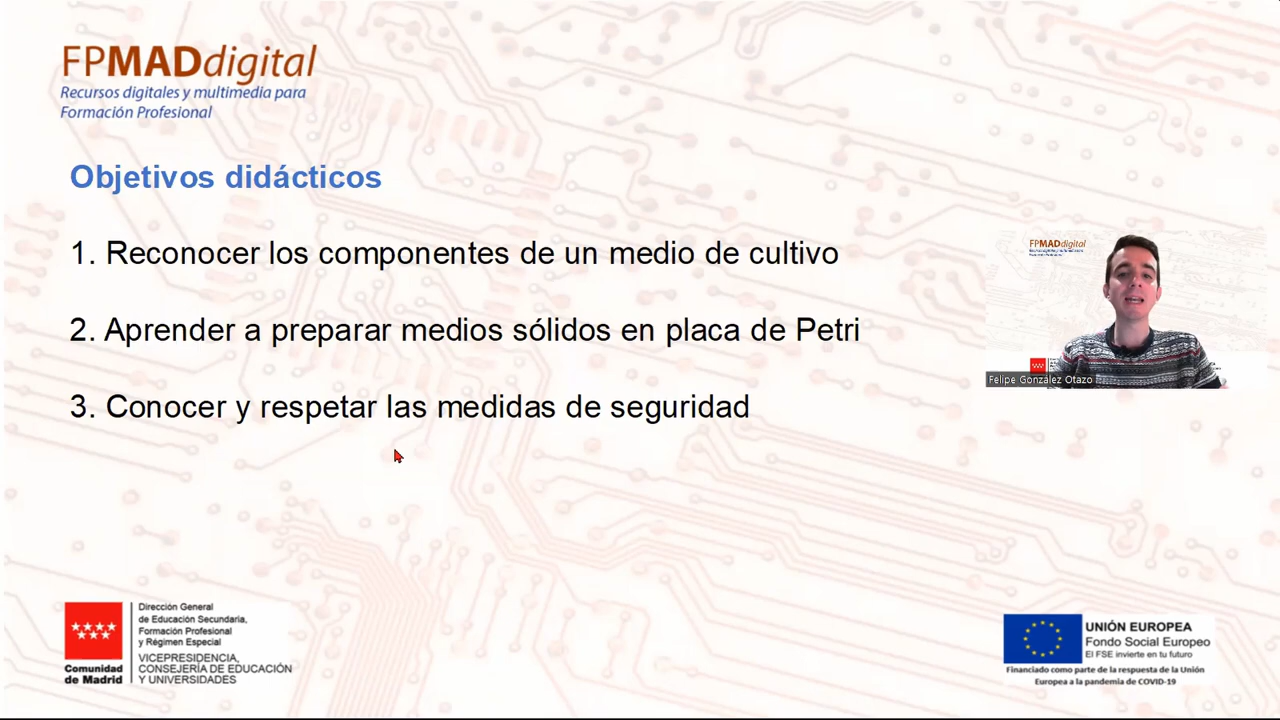 FPMADdigital
Recursos digitales y multimedia para
Formación Profesional
Objetivos didácticos
1. Reconocer los componentes de un medio de cultivo
2. Aprender a preparar medios sólidos en placa de Petri
3. Conocer y respetar las medidas de seguridad
FPMADdigital
Felipe González Otazo
Comunidad
de Madrid
Dirección General
de Educación Secundaria,
Formación Profesional
y Régimen Especial
VICEPRESIDENCIA,
CONSEJERÍA DE EDUCACIÓN
Y UNIVERSIDADES
UNIÓN EUROPEA
Fondo Social Europeo
El FSE invierte en tu futuro
Financiado como parte de la respuesta de la Unión
Europea a la pandemia de COVID-19